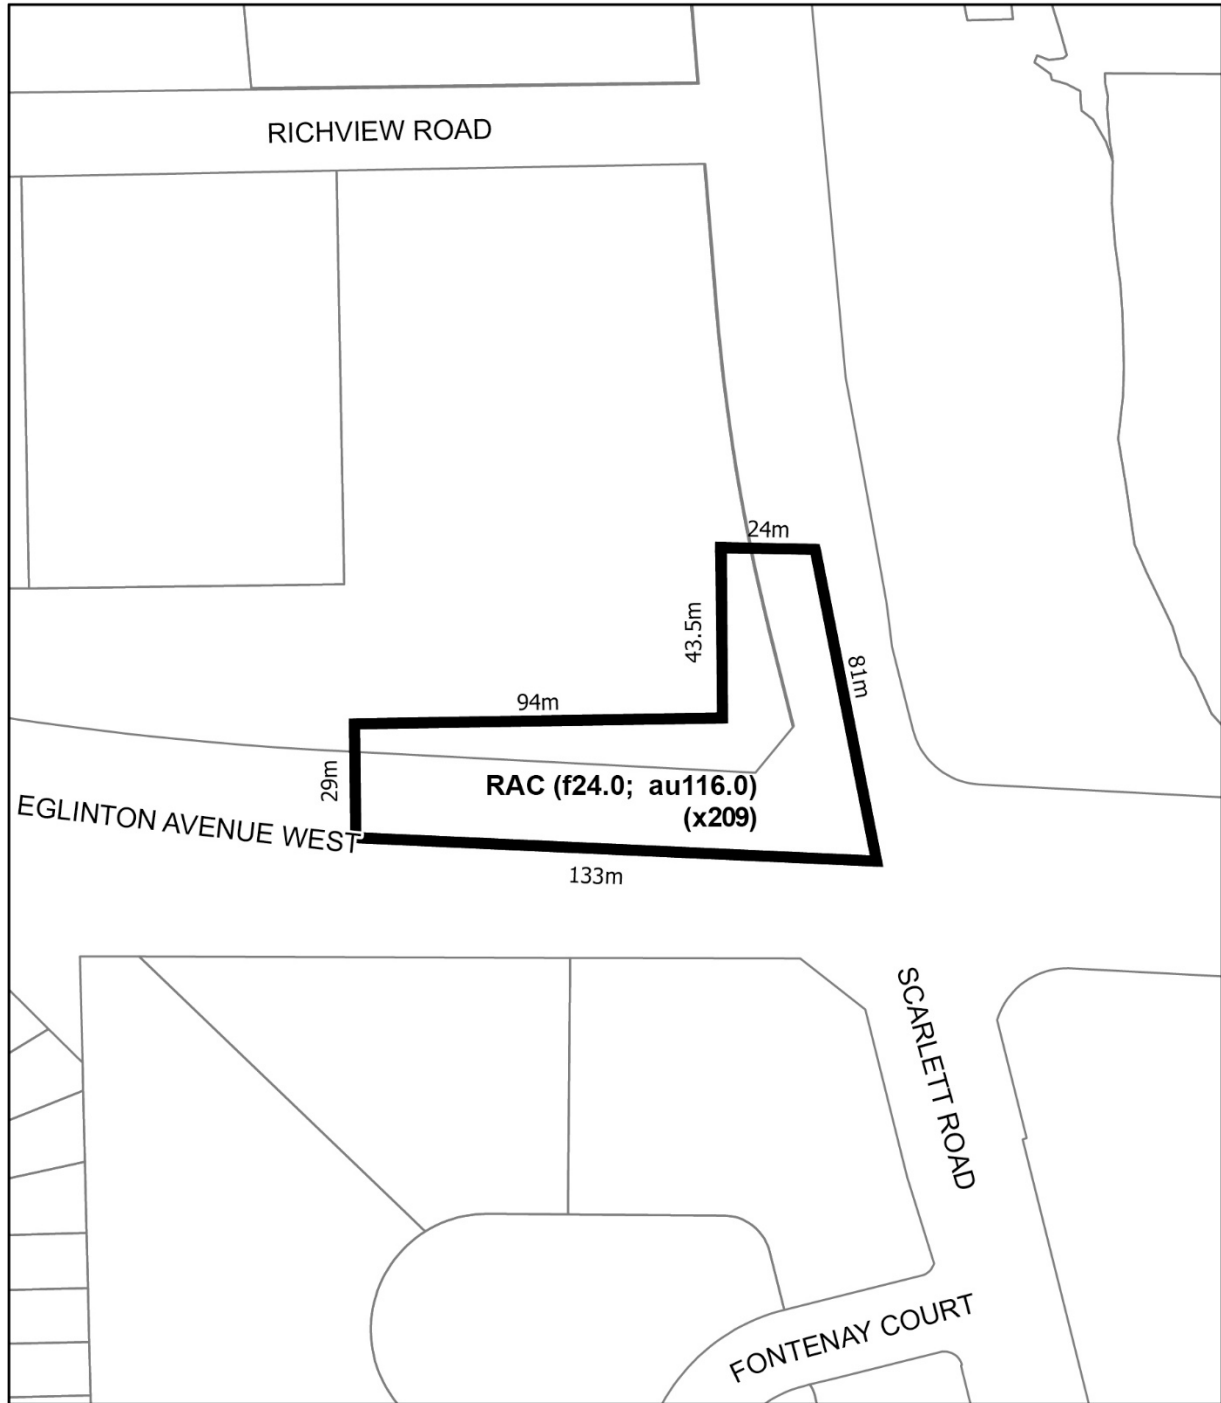 RICHVIEW ROAD
24m
43.5m
81m
94m
29m
RAC (f24.0; au116.0)
(x209)
EGLINTON AVENUE WEST
133m
SCARLETT ROAD
FONTENAY COURT